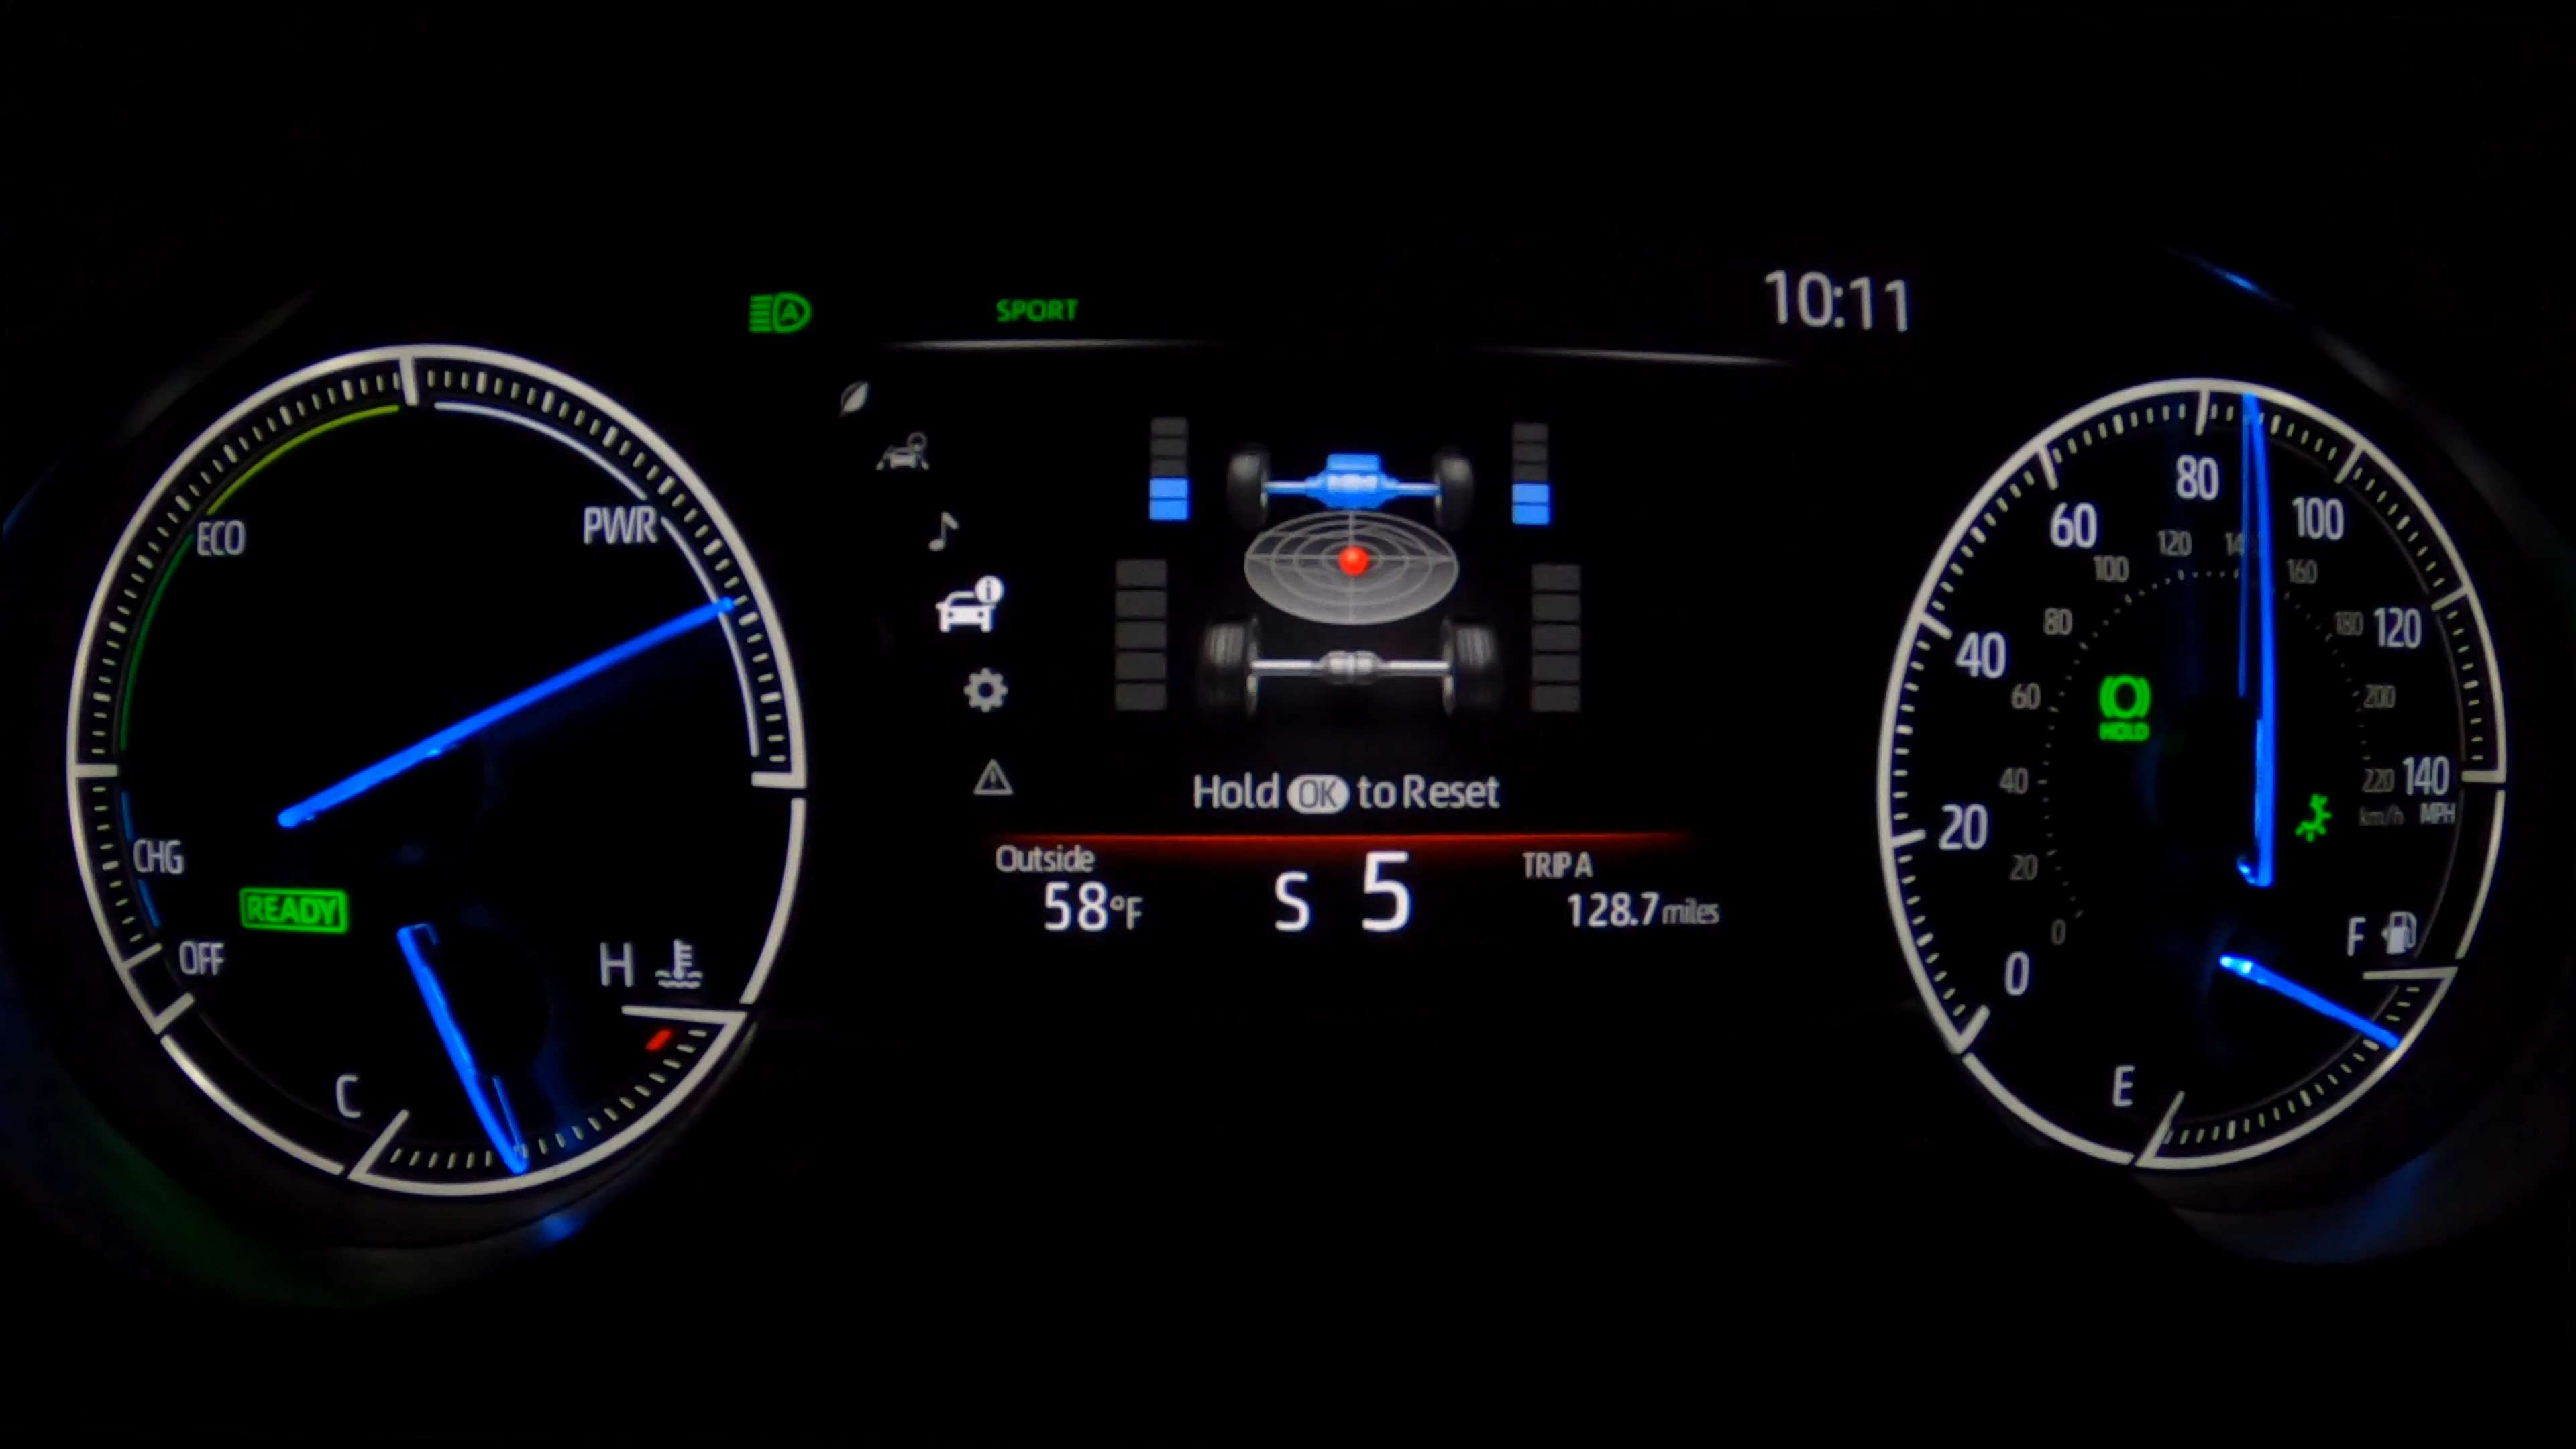 A
SPORT
10:11
ECO
PWR
CHG
OFF
READY
H
C
i
Hold OK to Reset
Outside
58°F
S 5
TRIP A
128.7 miles
0
20
40
60
80
100
120
140
MPH
0
20
40
60
80
100
120
160
180
200
220
km/h
HOLD
F
E